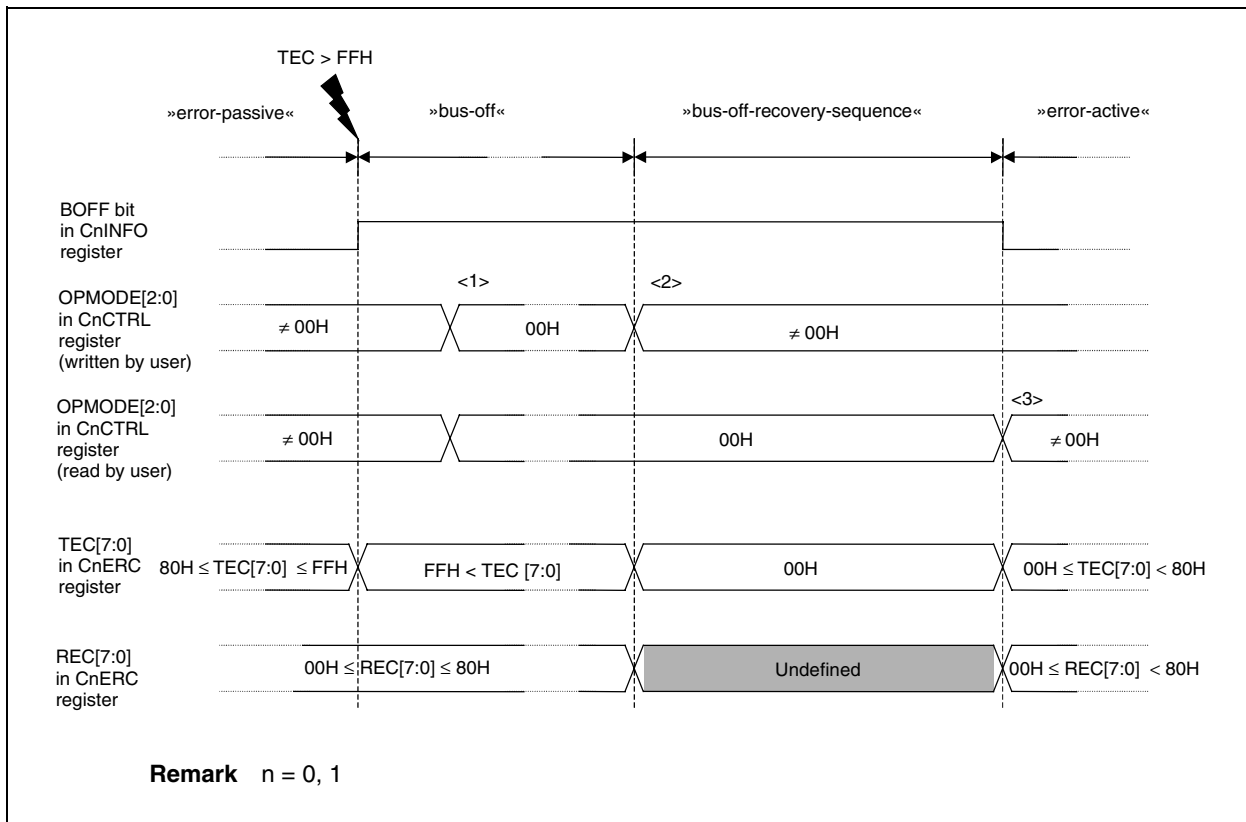 TEC > FFH
»error-passive«
»bus-off«
»bus-off-recovery-sequence«
»error-active«
BOFF bit
in CnINFO
register
<1>
<2>
OPMODE[2:0]
in CnCTRL
register
(written by user)
≠ 00H
00H
≠ 00H
<3>
OPMODE[2:0]
in CnCTRL
register
(read by user)
≠ 00H
00H
≠ 00H
TEC[7:0]
in CnERC
register
80H ≤ TEC[7:0] ≤ FFH
FFH < TEC [7:0]
00H
00H ≤ TEC[7:0] < 80H
REC[7:0]
in CnERC
register
00H ≤ REC[7:0] ≤ 80H
Undefined
00H ≤ REC[7:0] < 80H
Remark n = 0, 1